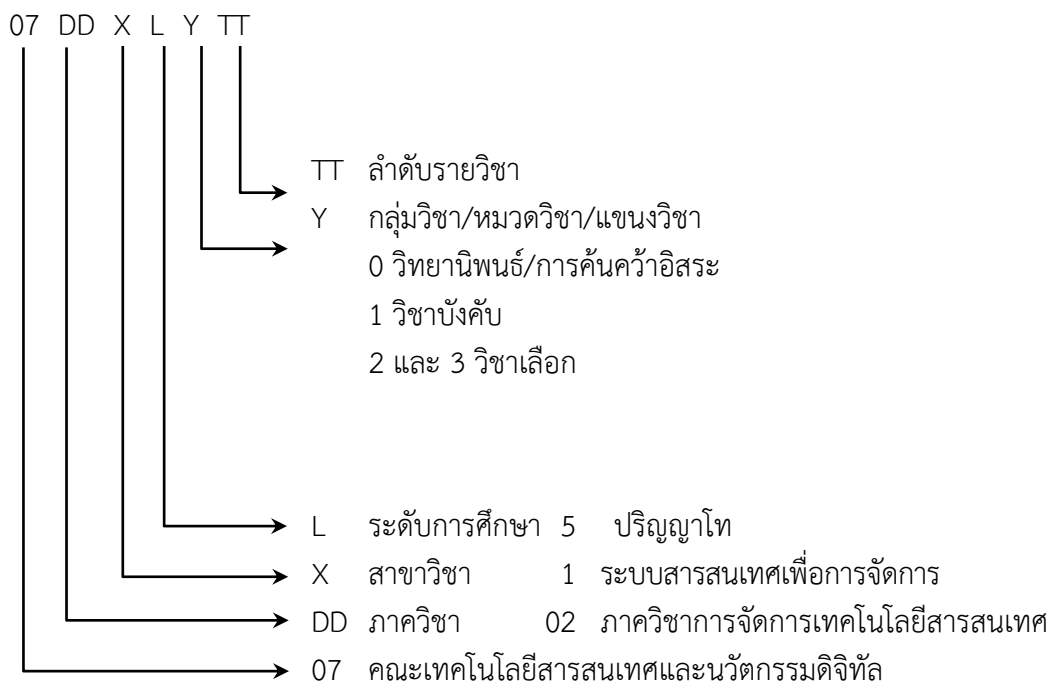 07 DD X L Y TT
TT ลำดับรายวิชา
Y กลุ่มวิชา/หมวดวิชา/แขนงวิชา
0 วิทยานิพนธ์/การค้นคว้าอิสระ
1 วิชาบังคับ
2 และ 3 วิชาเลือก
L ระดับการศึกษา 5 ปริญญาโท
X สาขาวิชา 1 ระบบสารสนเทศเพื่อการจัดการ
DD ภาควิชา 02 ภาควิชาการจัดการเทคโนโลยีสารสนเทศ
07 คณะเทคโนโลยีสารสนเทศและนวัตกรรมดิจิทัล